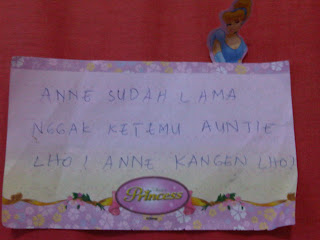 ANNE SUDAH LAMA
NGGAK KETEMU AUNTIE
LHO! ANNE KANGEN LHO!
Princess